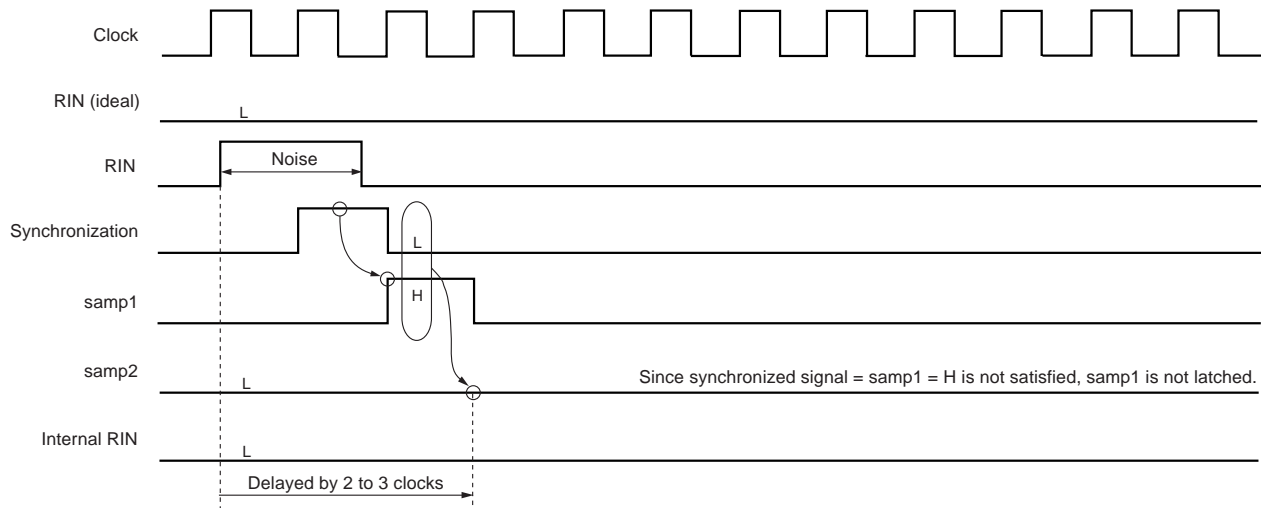 Clock
RIN (ideal)
L
RIN
Noise
Synchronization
L
samp1
H
samp2
L
Since synchronized signal = samp1 = H is not satisfied, samp1 is not latched.
Internal RIN
L
Delayed by 2 to 3 clocks